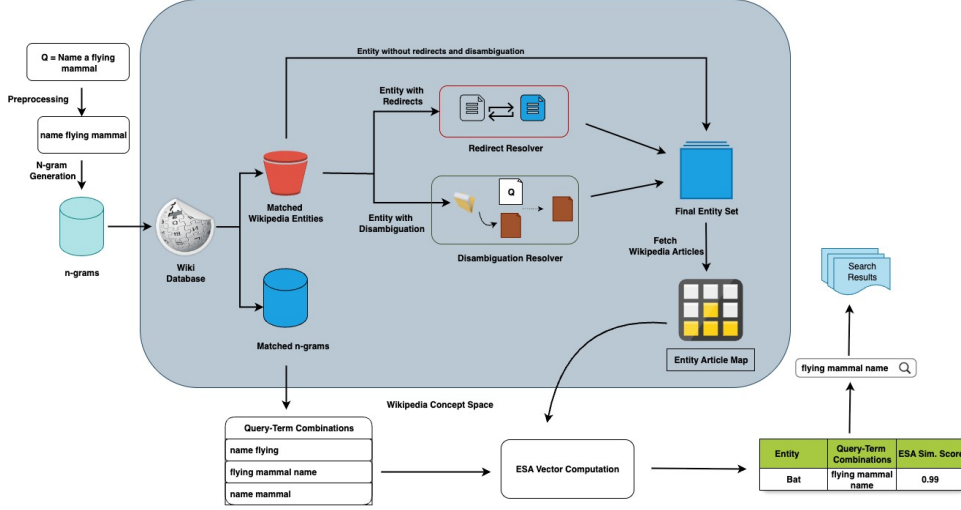 Q = Name a flying
mammal
Preprocessing
name flying mammal
N-gram
Generation
n-grams
Wiki
Database
Entity without redirects and disambiguation
Matched
Wikipedia Entities
Matched n-grams
Entity with
Redirects
Redirect Resolver
Entity with
Disambiguation
Q
Disambiguation Resolver
Final Entity Set
Fetch
Wikipedia Articles
Entity Article Map
Wikipedia Concept Space
Query-Term Combinations
name flying
flying mammal name
name mammal
ESA Vector Computation
Search
Results
flying mammal name
Entity
Query-Term
Combinations
ESA Sim. Score
Bat
flying mammal
name
0.99